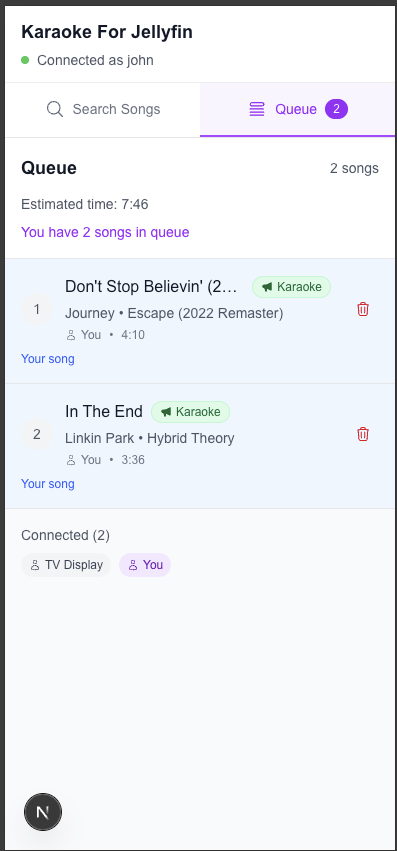 Karaoke For Jellyfin
Connected as john
Search Songs
Queue 2
Queue
2 songs
Estimated time: 7:46
You have 2 songs in queue
1
Don't Stop Believin' (2…
Karaoke
Journey • Escape (2022 Remaster)
You • 4:10
Your song
2
In The End
Karaoke
Linkin Park • Hybrid Theory
You • 3:36
Your song
Connected (2)
TV Display
You
N